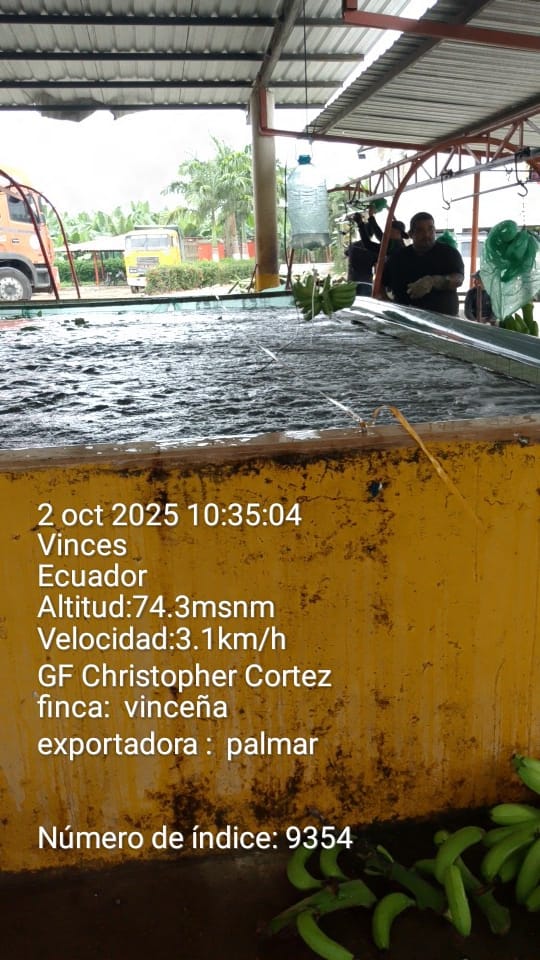 2 oct 2025 10:35:04
Vinces
Ecuador
Altitud:74.3msnm
Velocidad:3.1km/h
GF Christopher Cortez
finca: vinceña
exportadora : palmar
Número de índice: 9354